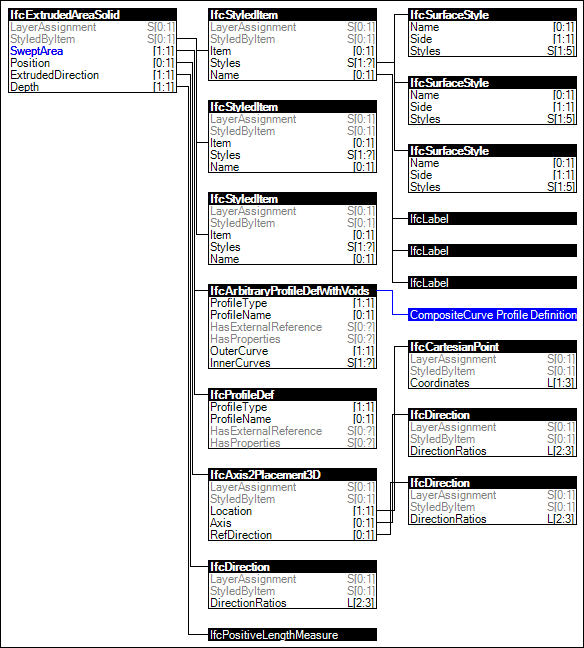 IfcExtrudedAreaSolid
LayerAssignment S[0:1]
StyledByItem S[0:1]
SweptArea [1:1]
Position [0:1]
ExtrudedDirection [1:1]
Depth [1:1]
IfcStyledItem
LayerAssignment S[0:1]
StyledByItem S[0:1]
Item [0:1]
Styles S[1:?]
Name [0:1]
IfcStyledItem
LayerAssignment S[0:1]
StyledByItem S[0:1]
Item [0:1]
Styles S[1:?]
Name [0:1]
IfcStyledItem
LayerAssignment S[0:1]
StyledByItem S[0:1]
Item [0:1]
Styles S[1:?]
Name [0:1]
IfcArbitraryProfileDefWithVoids
ProfileType [1:1]
ProfileName [0:1]
HasExternalReference S[0:?]
HasProperties S[0:?]
OuterCurve [1:1]
InnerCurves S[1:?]
IfcProfileDef
ProfileType [1:1]
ProfileName [0:1]
HasExternalReference S[0:?]
HasProperties S[0:?]
IfcAxis2Placement3D
LayerAssignment S[0:1]
StyledByItem S[0:1]
Location [1:1]
Axis [0:1]
RefDirection [0:1]
IfcDirection
LayerAssignment S[0:1]
StyledByItem S[0:1]
DirectionRatios L[2:3]
IfcPositiveLengthMeasure
IfcSurfaceStyle
Name [0:1]
Side [1:1]
Styles S[1:5]
IfcSurfaceStyle
Name [0:1]
Side [1:1]
Styles S[1:5]
IfcSurfaceStyle
Name [0:1]
Side [1:1]
Styles S[1:5]
IfcLabel
IfcLabel
IfcLabel
CompositeCurve Profile Definition
IfcCartesianPoint
LayerAssignment S[0:1]
StyledByItem S[0:1]
Coordinates L[1:3]
IfcDirection
LayerAssignment S[0:1]
StyledByItem S[0:1]
DirectionRatios L[2:3]
IfcDirection
LayerAssignment S[0:1]
StyledByItem S[0:1]
DirectionRatios L[2:3]